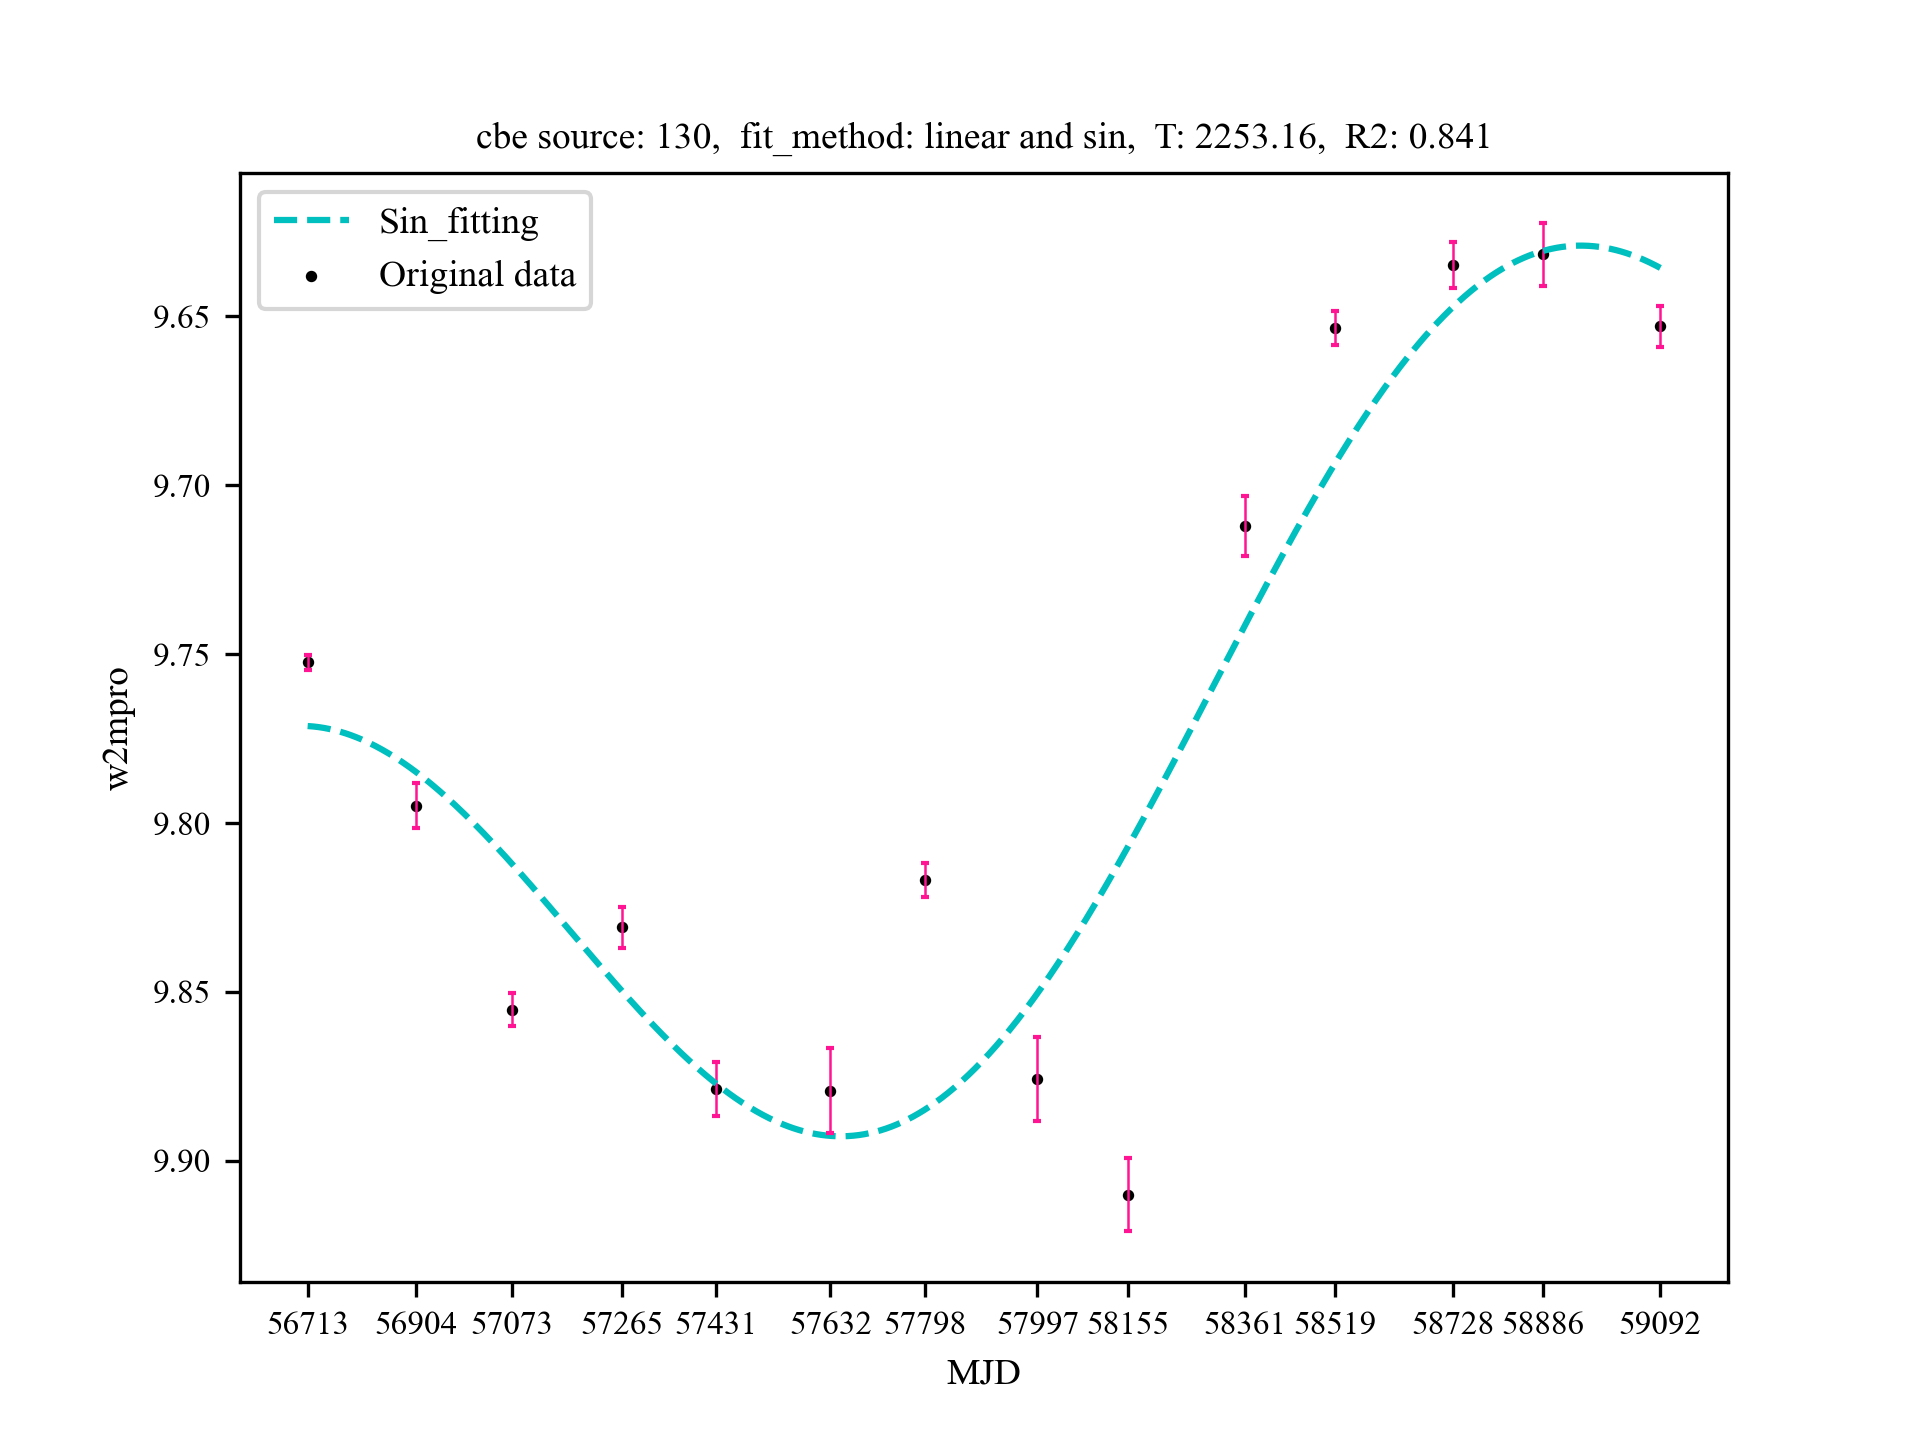 cbe source: 130, fit_method: linear and sin, T: 2253.16, R2: 0.841
Sin_fitting
Original data
9.65
9.70
9.75
9.80
9.85
9.90
w2mpro
56713 56904 57073 57265 57431 57632 57798 57997 58155 58361 58519 58728 58886 59092
MJD